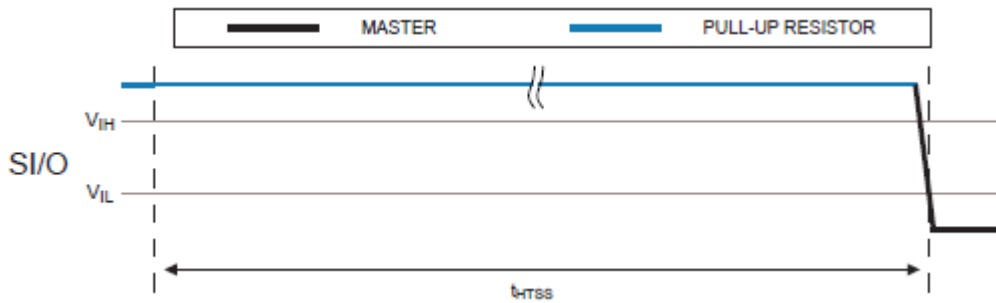 MASTER PULL-UP RESISTOR
VIH
SI/O
VIL
tHTSS